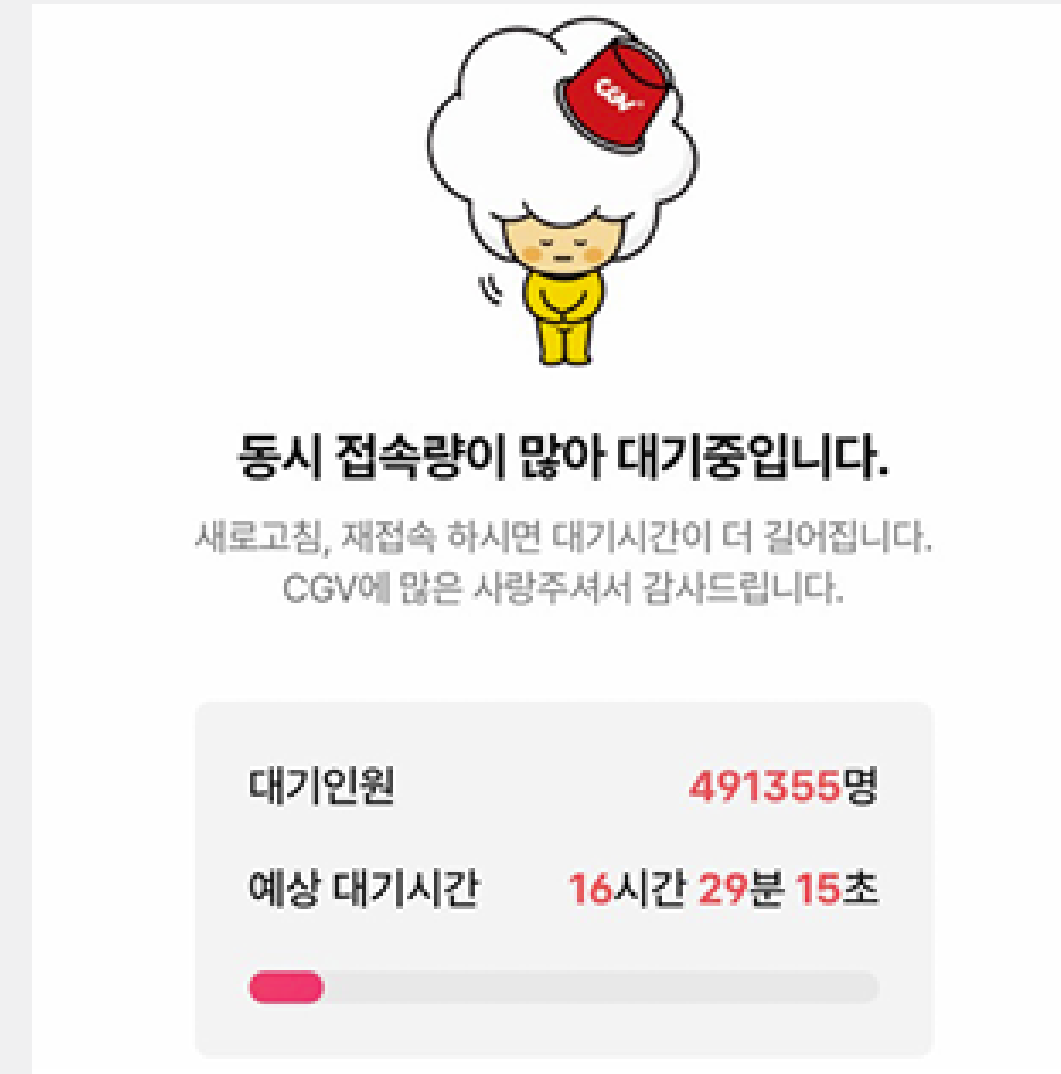 CGV
동시 접속량이 많아 대기중입니다.
새로고침, 재접속 하시면 대기시간이 더 길어집니다.
CGV에 많은 사랑주셔서 감사드립니다.
대기인원 491355명
예상 대기시간 16시간 29분 15초